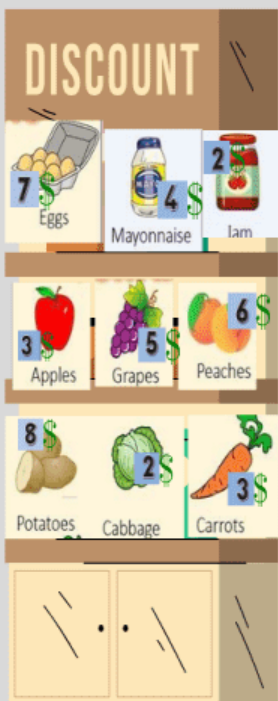 DISCOUNT
7$
Eggs
4$
Mayonnaise
2$
Jam
3$
Apples
5$
Grapes
6$
Peaches
8$
Potatoes
2$
Cabbage
3$
Carrots